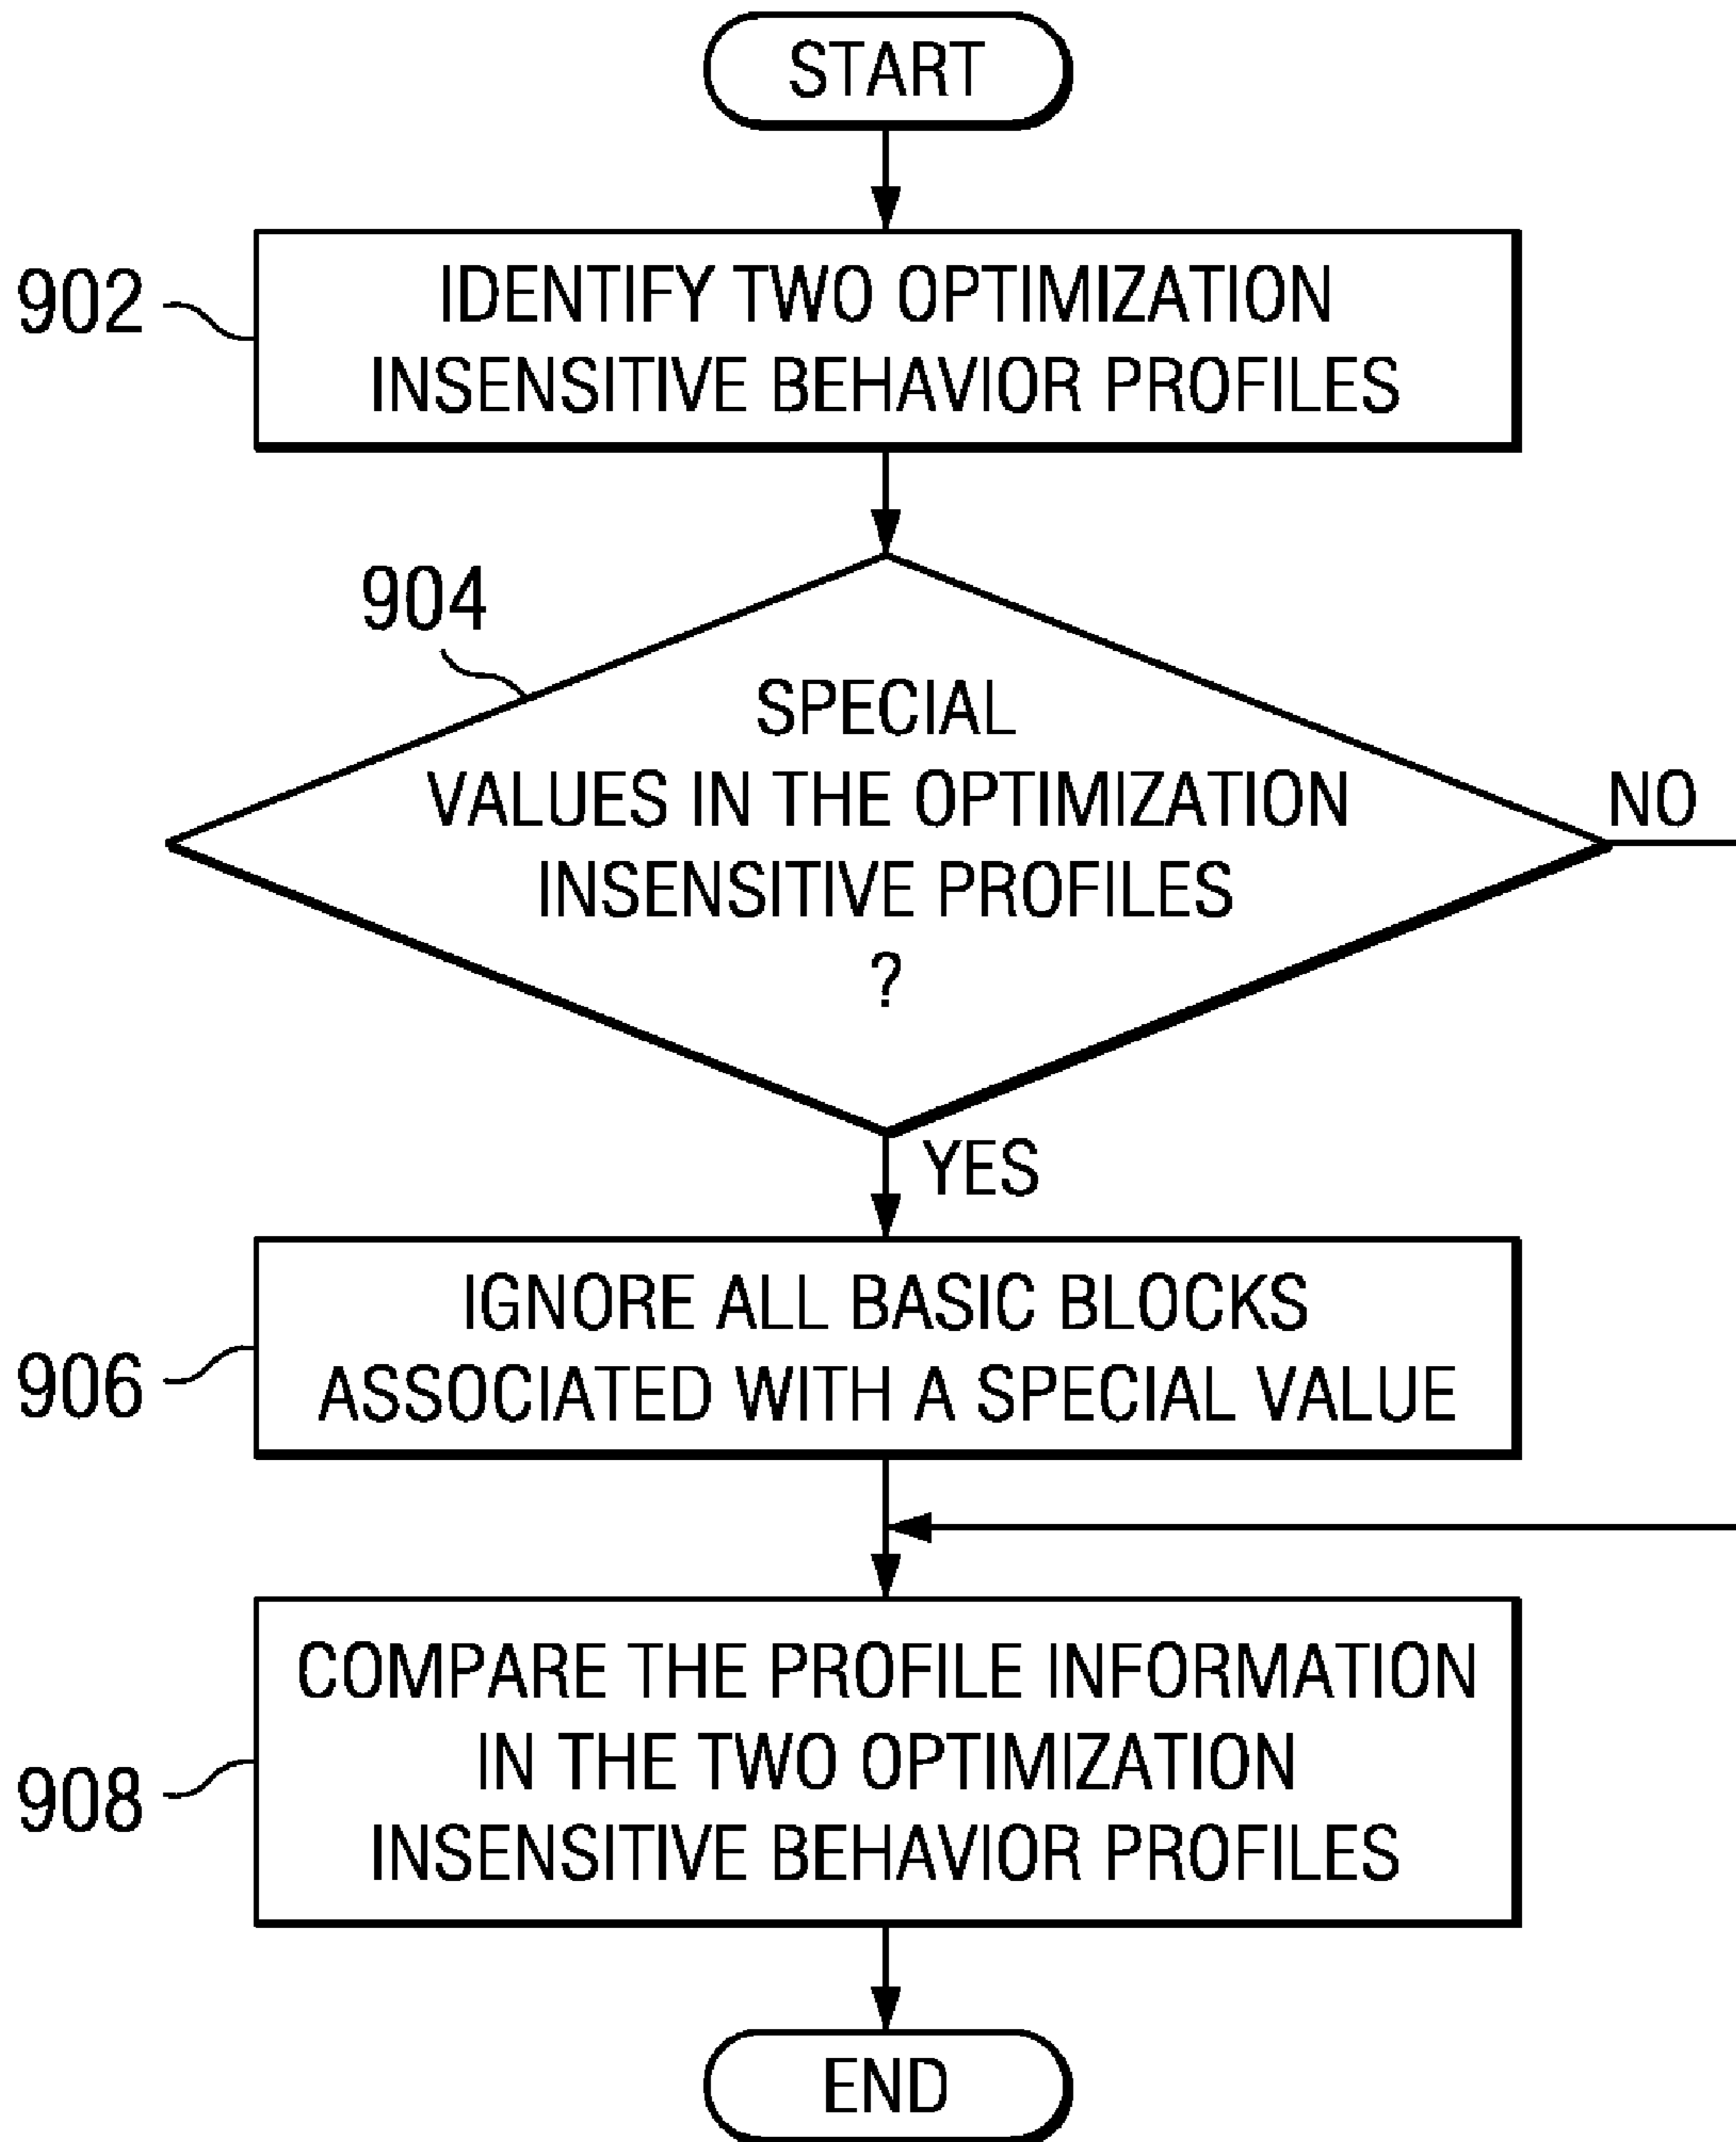 START
902
IDENTIFY TWO OPTIMIZATION
INSENSITIVE BEHAVIOR PROFILES
904
SPECIAL
VALUES IN THE OPTIMIZATION
INSENSITIVE PROFILES
?
NO
YES
906
IGNORE ALL BASIC BLOCKS
ASSOCIATED WITH A SPECIAL VALUE
908
COMPARE THE PROFILE INFORMATION
IN THE TWO OPTIMIZATION
INSENSITIVE BEHAVIOR PROFILES
END